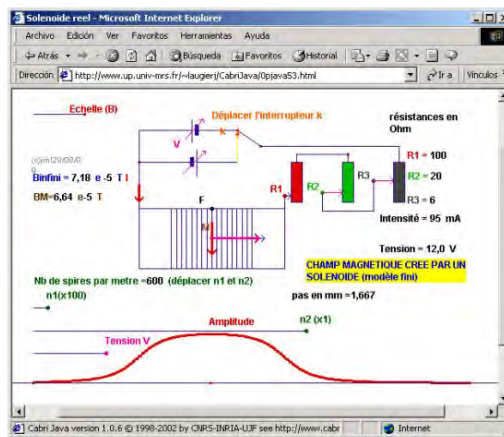 Solenoide reel - Microsoft Internet Explorer
Archivo Edición Ver Favoritos Herramientas Ayuda
Atrás Búsqueda Favoritos Historial
Dirección http://www.up.univ-mrs.fr/~laugierj/CabriJava/0pjava53.html Ir a Vínculos
Echelle (B)
Déplacer l'interrupteur k
k
V
résistances en
Ohm
R1 = 100
R2 = 20
R3 = 6
R1
R2
R3
Binfini = 7,18 e -5 T I
BM=6,64 e-5 T
F
M
Intensité = 95 mA
Tension = 12,0 V
CHAMP MAGNETIQUE CREE PAR UN
SOLENOIDE (modèle fini)
Nb de spires par metre =600 (déplacer n1 et n2)
pas en mm =1,667
n1(x100)
Amplitude
n2 (x1)
Tension V
Cabri Java version 1.0.6 © 1998-2002 by CNRS-INRIA-UJF see http://www.cabr
Internet